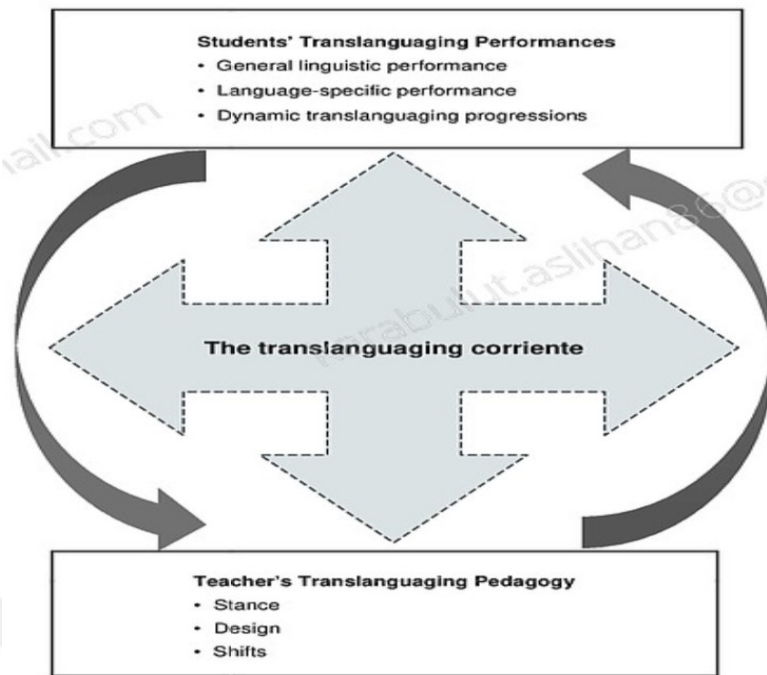 Students' Translanguaging Performances
• General linguistic performance
• Language-specific performance
• Dynamic translanguaging progressions
The translanguaging corriente
Teacher's Translanguaging Pedagogy
• Stance
• Design
• Shifts